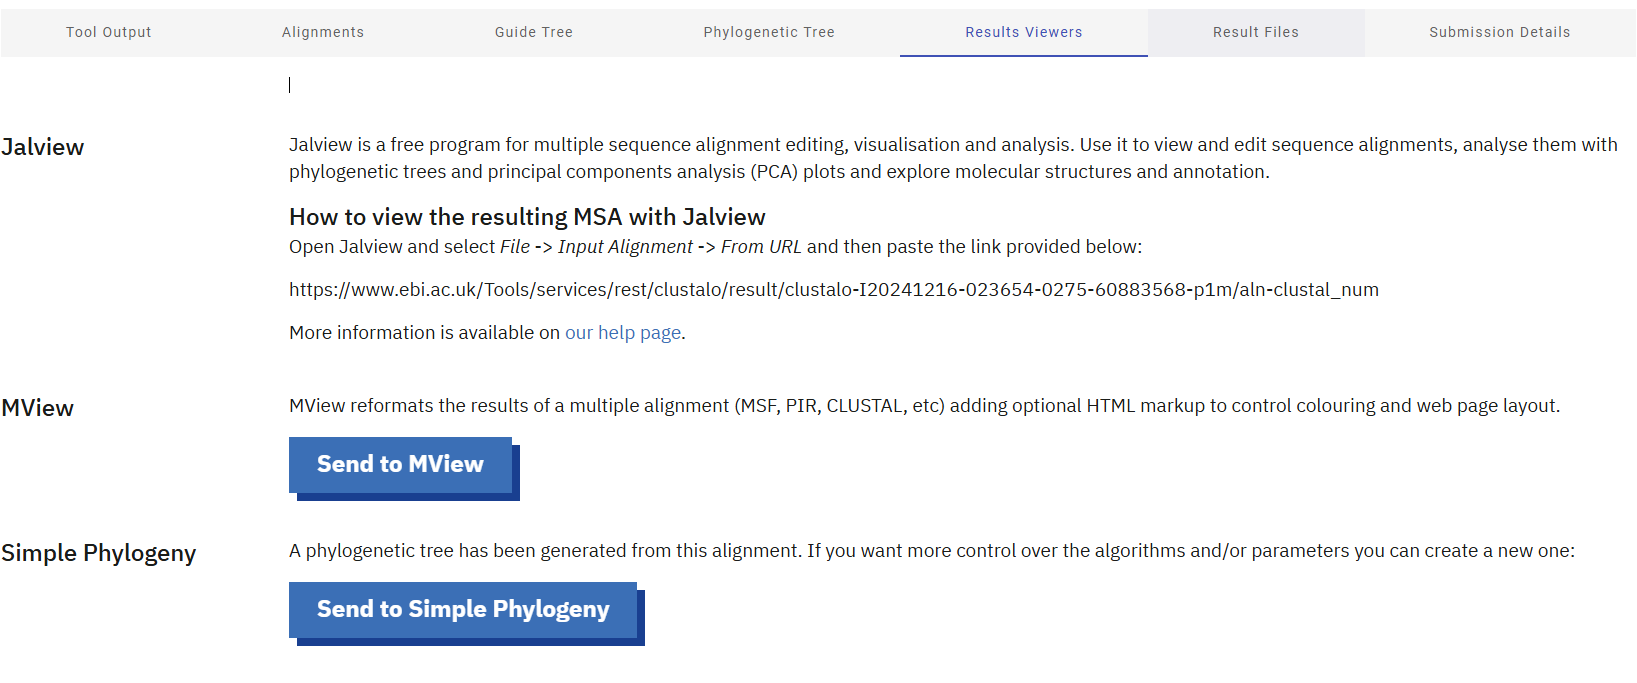 Tool Output
Alignments
Guide Tree
Phylogenetic Tree
Results Viewers
Result Files
Submission Details
Jalview
Jalview is a free program for multiple sequence alignment editing, visualisation and analysis. Use it to view and edit sequence alignments, analyse them with
phylogenetic trees and principal components analysis (PCA) plots and explore molecular structures and annotation.
How to view the resulting MSA with Jalview
Open Jalview and select File -> Input Alignment -> From URL and then paste the link provided below:
https://www.ebi.ac.uk/Tools/services/rest/clustalo/result/clustalo-I20241216-023654-0275-60883568-p1m/aln-clustal_num
More information is available on our help page.
MView
MView reformats the results of a multiple alignment (MSF, PIR, CLUSTAL, etc) adding optional HTML markup to control colouring and web page layout.
Send to MView
Simple Phylogeny
A phylogenetic tree has been generated from this alignment. If you want more control over the algorithms and/or parameters you can create a new one:
Send to Simple Phylogeny